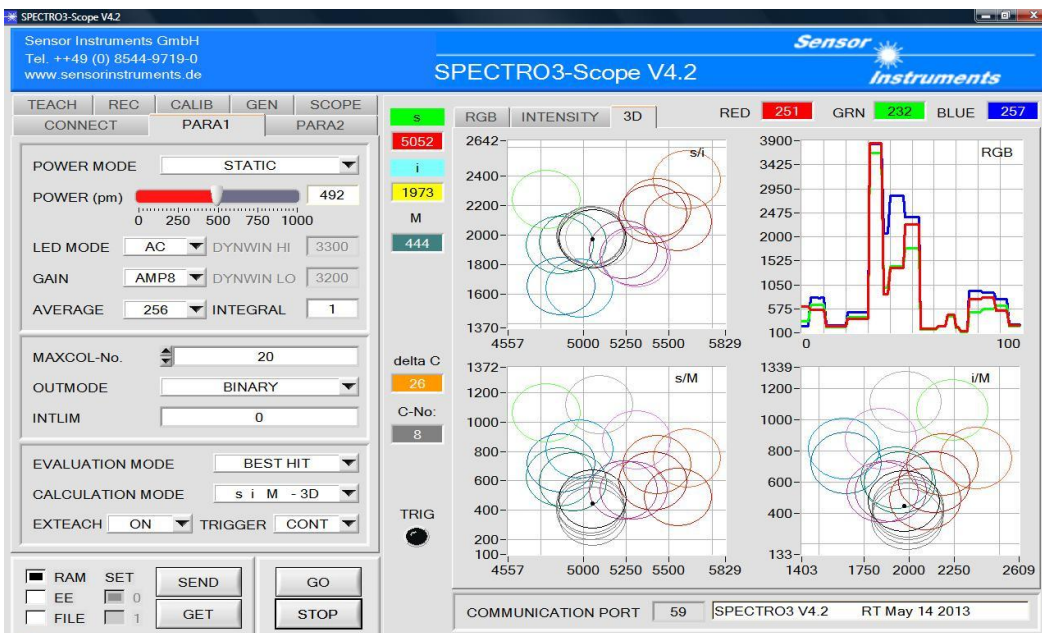 SPECTRO3-Scope V4.2
Sensor Instruments GmbH
Tel. ++49 (0) 8544-9719-0
www.sensorinstruments.de
SPECTRO3-Scope V4.2
Sensor
Instruments
TEACH REC CALIB GEN SCOPE
CONNECT PARA1 PARA2
POWER MODE STATIC
POWER (pm) 492
0 250 500 750 1000
LED MODE AC DYNWIN HI 3300
GAIN AMP8 DYNWIN LO 3200
AVERAGE 256 INTEGRAL 1
MAXCOL-No. 20
OUTMODE BINARY
INTLIM 0
EVALUATION MODE BEST HIT
CALCULATION MODE s i M - 3D
EXTEACH ON TRIGGER CONT
RAM SET SEND GO
EE 0
FILE 1 GET STOP
s
5052
i
1973
M
444
delta C
26
C-No:
8
TRIG
RGB INTENSITY 3D
RED 251 GRN 232 BLUE 257
s/i
2642
2400
2200
2000
1800
1600
1370
4557 5000 5250 5500 5829
RGB
3900
3425
2950
2475
2000
1525
1050
575
100
0 100
s/M
1372
1200
1000
800
600
400
200
100
4557 5000 5250 5500 5829
i/M
1339
1200
1000
800
600
400
133
1403 1750 2000 2250 2609
COMMUNICATION PORT 59 SPECTRO3 V4.2 RT May 14 2013